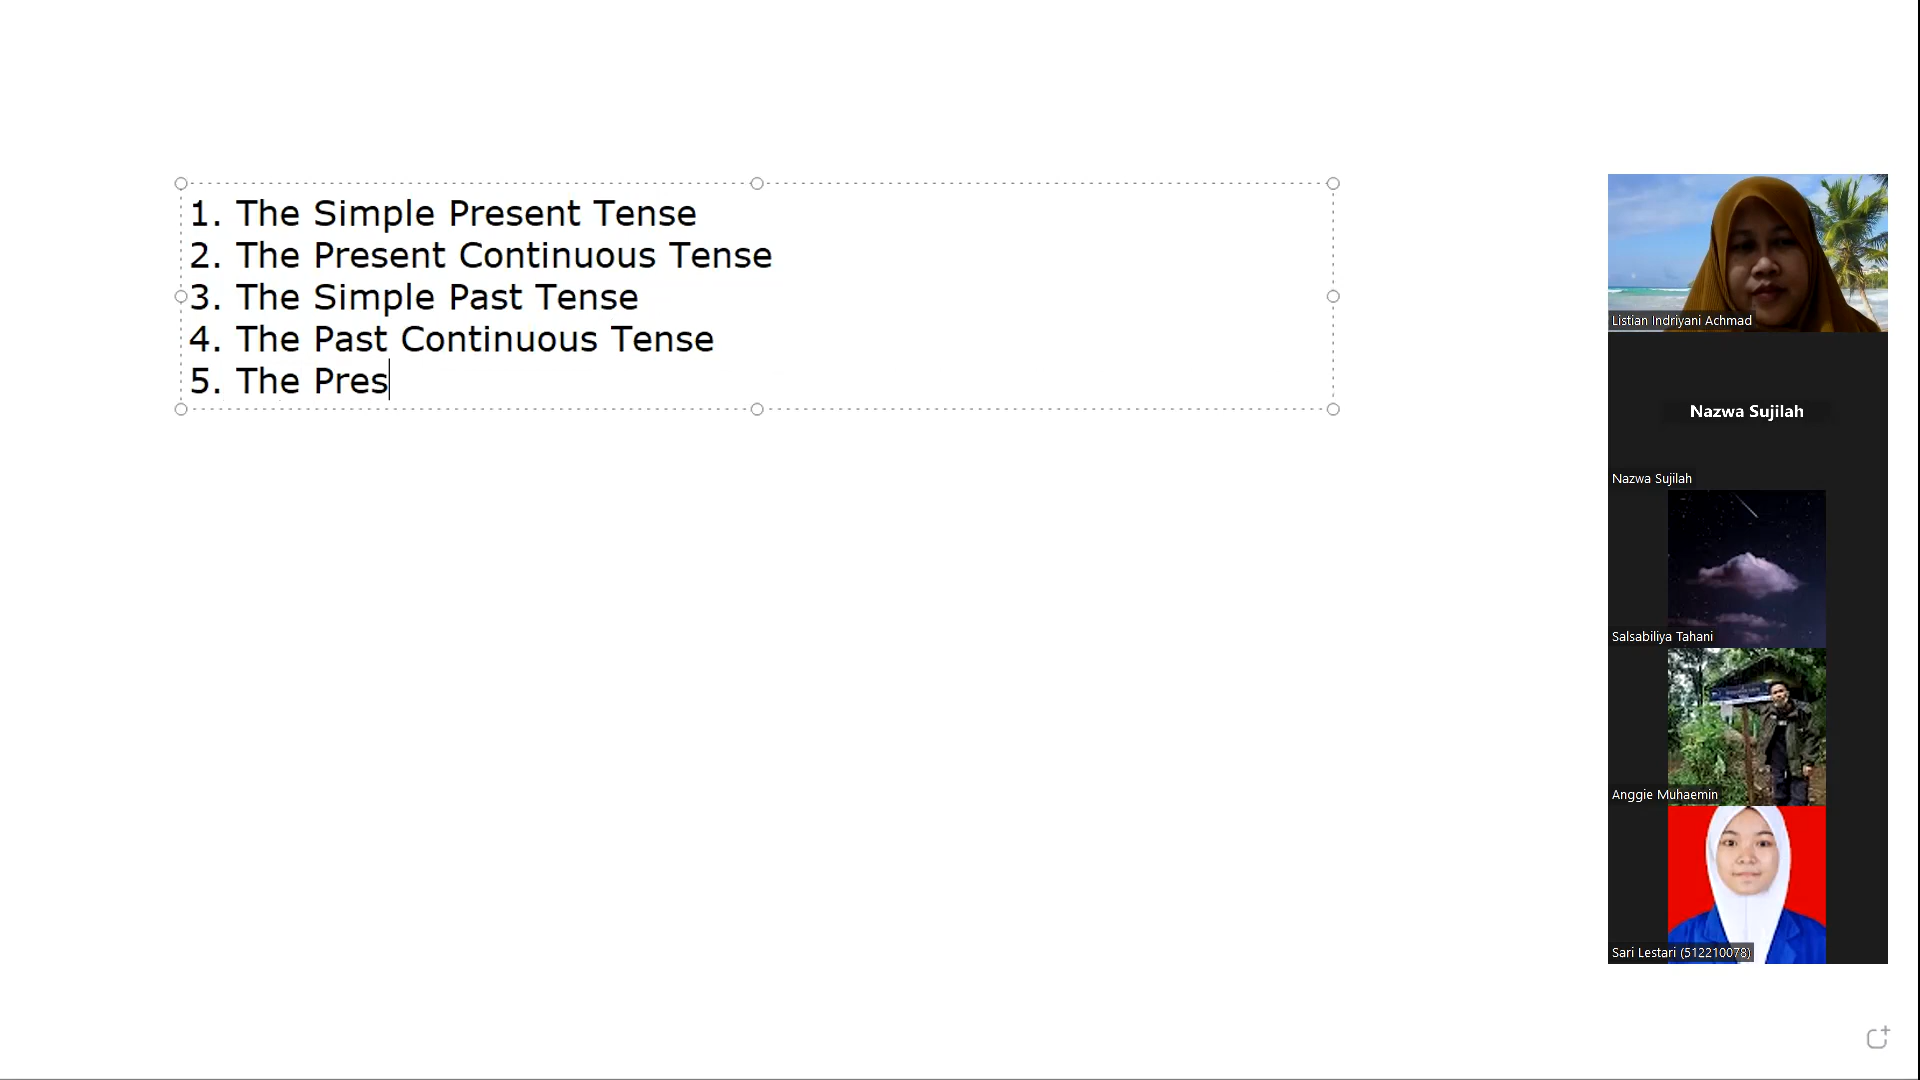 1. The Simple Present Tense
2. The Present Continuous Tense
3. The Simple Past Tense
4. The Past Continuous Tense
5. The Pres
Listian Indriyani Achmad
Nazwa Sujilah
Nazwa Sujilah
Salsabiliya Tahani
Anggie Muhaemin
Sari Lestari (512210078)